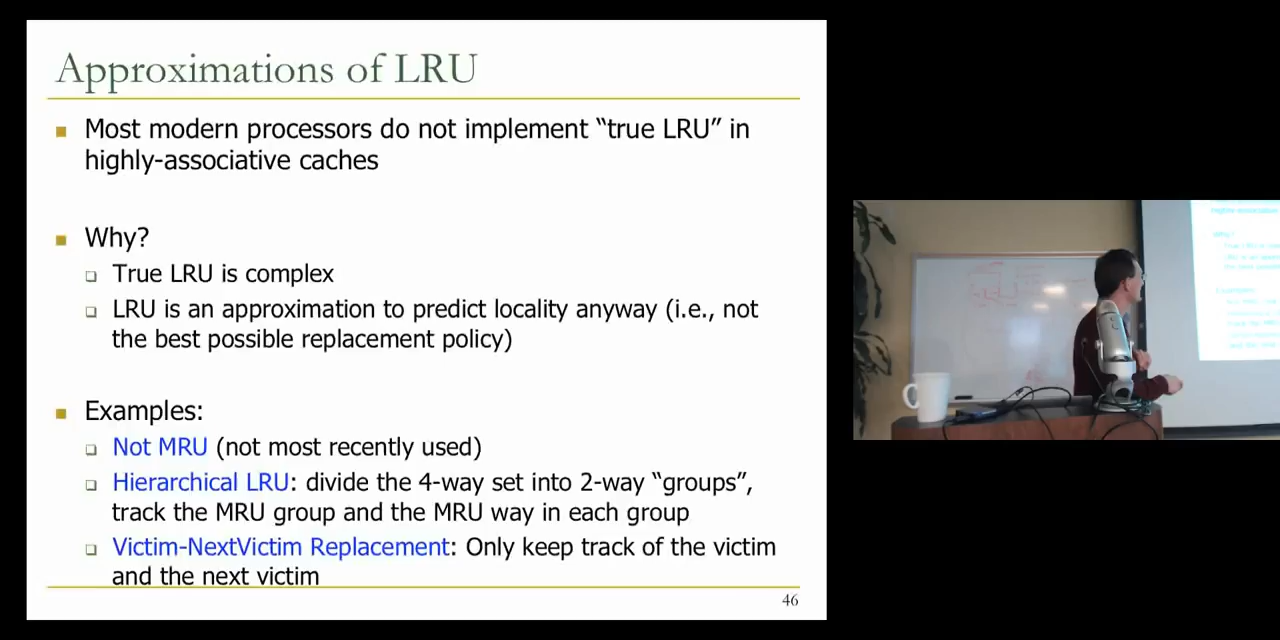 Approximations of LRU
Most modern processors do not implement “true LRU” in
highly-associative caches
Why?
True LRU is complex
LRU is an approximation to predict locality anyway (i.e., not
the best possible replacement policy)
Examples:
Not MRU (not most recently used)
Hierarchical LRU: divide the 4-way set into 2-way “groups”,
track the MRU group and the MRU way in each group
Victim-NextVictim Replacement: Only keep track of the victim
and the next victim
46